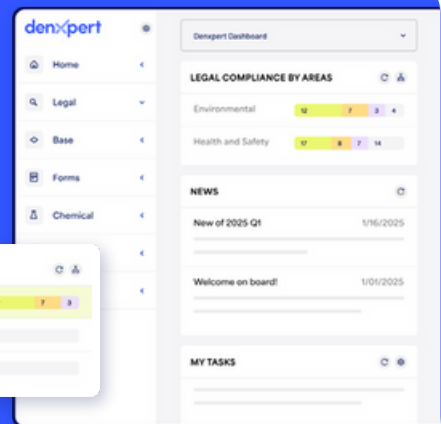 denxpert
Denxpert Dashboard
Home
LEGAL COMPLIANCE BY AREAS
Legal
Environmental 12 7 3 4
Base
Health and Safety 17 8 7 14
Forms
NEWS
Chemical
New of 2025 Q1 1/16/2025
7 3
Welcome on board! 1/01/2025
MY TASKS